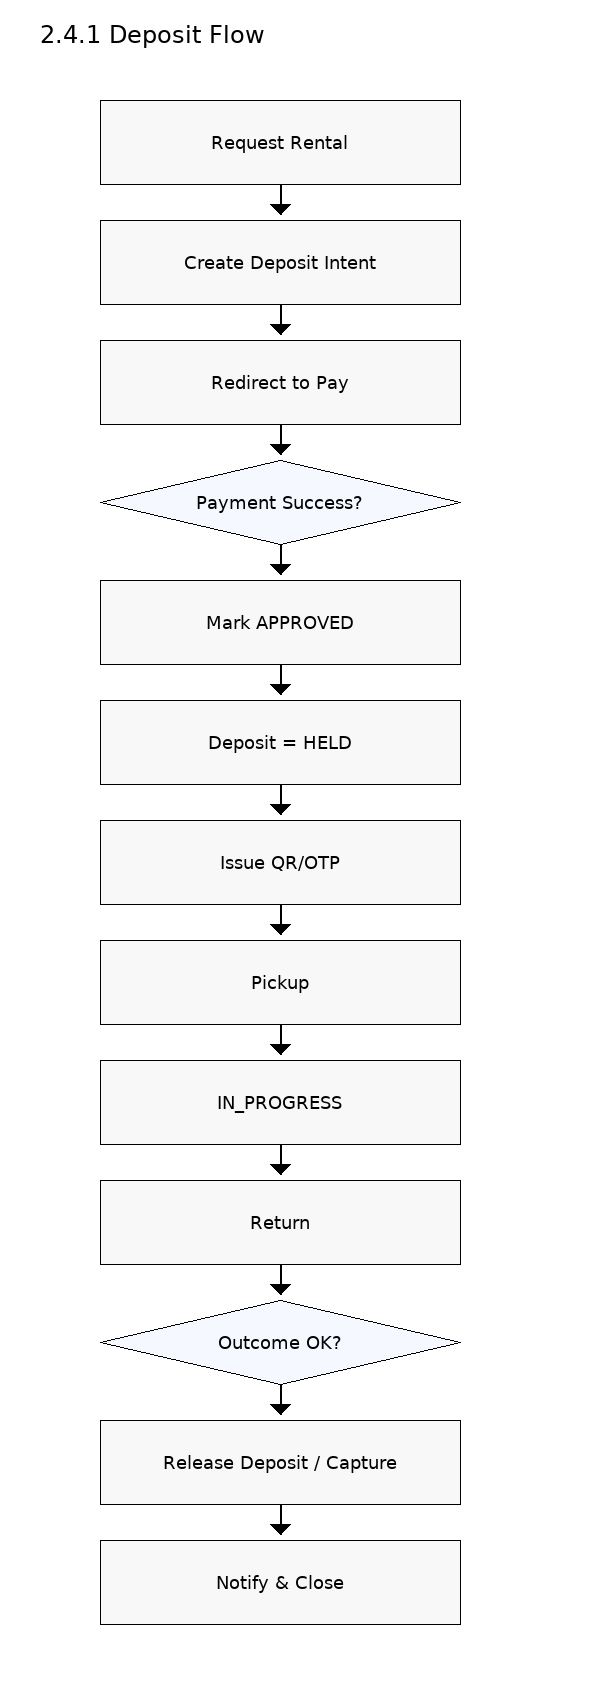 2.4.1 Deposit Flow
Request Rental
Create Deposit Intent
Redirect to Pay
Payment Success?
Mark APPROVED
Deposit = HELD
Issue QR/OTP
Pickup
IN_PROGRESS
Return
Outcome OK?
Release Deposit / Capture
Notify & Close